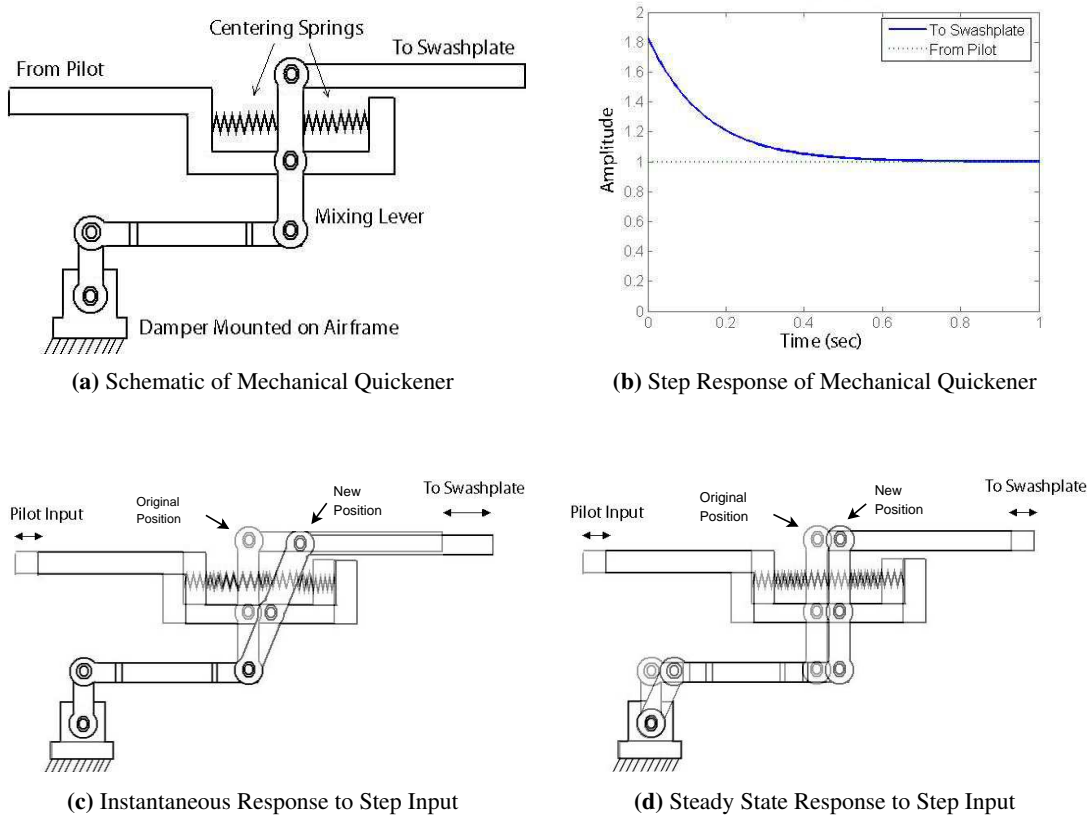 Centering Springs
To Swashplate
From Pilot
Mixing Lever
Damper Mounted on Airframe
(a) Schematic of Mechanical Quickener
2
1.8
1.6
1.4
1.2
1
0.8
0.6
0.4
0.2
0
Amplitude
To Swashplate
From Pilot
0 0.2 0.4 0.6 0.8 1
Time (sec)
(b) Step Response of Mechanical Quickener
Pilot Input
Original
Position
New
Position
To Swashplate
(c) Instantaneous Response to Step Input
Pilot Input
Original
Position
New
Position
To Swashplate
(d) Steady State Response to Step Input